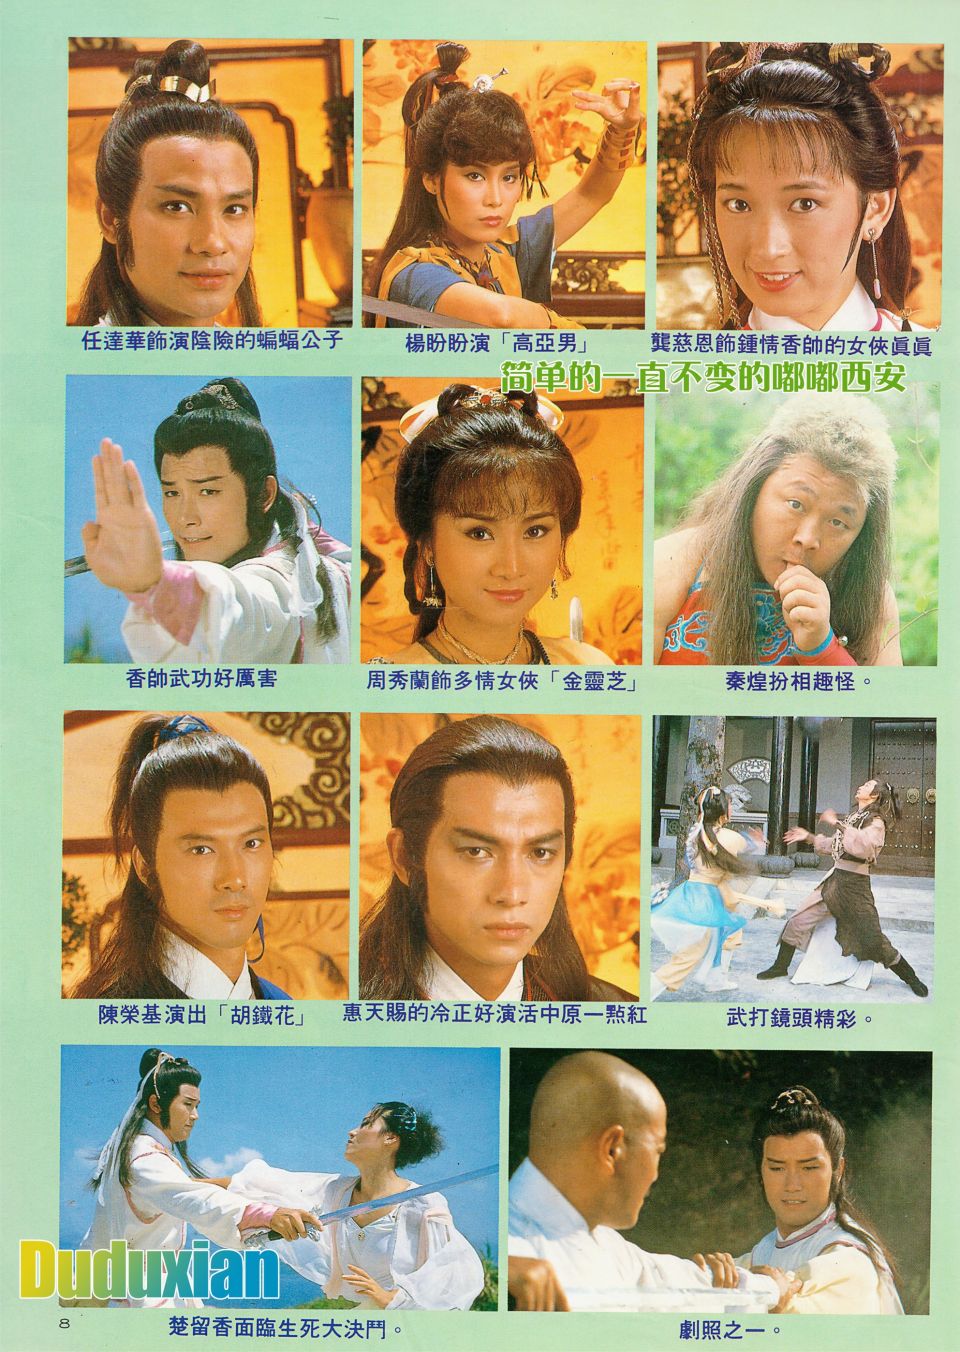 任達華飾演陰險的蝙蝠公子
楊盼盼演「高亞男」
龔慈恩飾鍾情香帥的女俠眞眞
简单的一直不变的嘟嘟西安
香帥武功好厲害
周秀蘭飾多情女俠「金靈芝」
秦煌扮相趣怪。
陳榮基演出「胡鐵花」
惠天賜的冷正好演活中原一點紅
武打鏡頭精彩。
Duduxian
8
楚留香面臨生死大決鬥。
劇照之一。